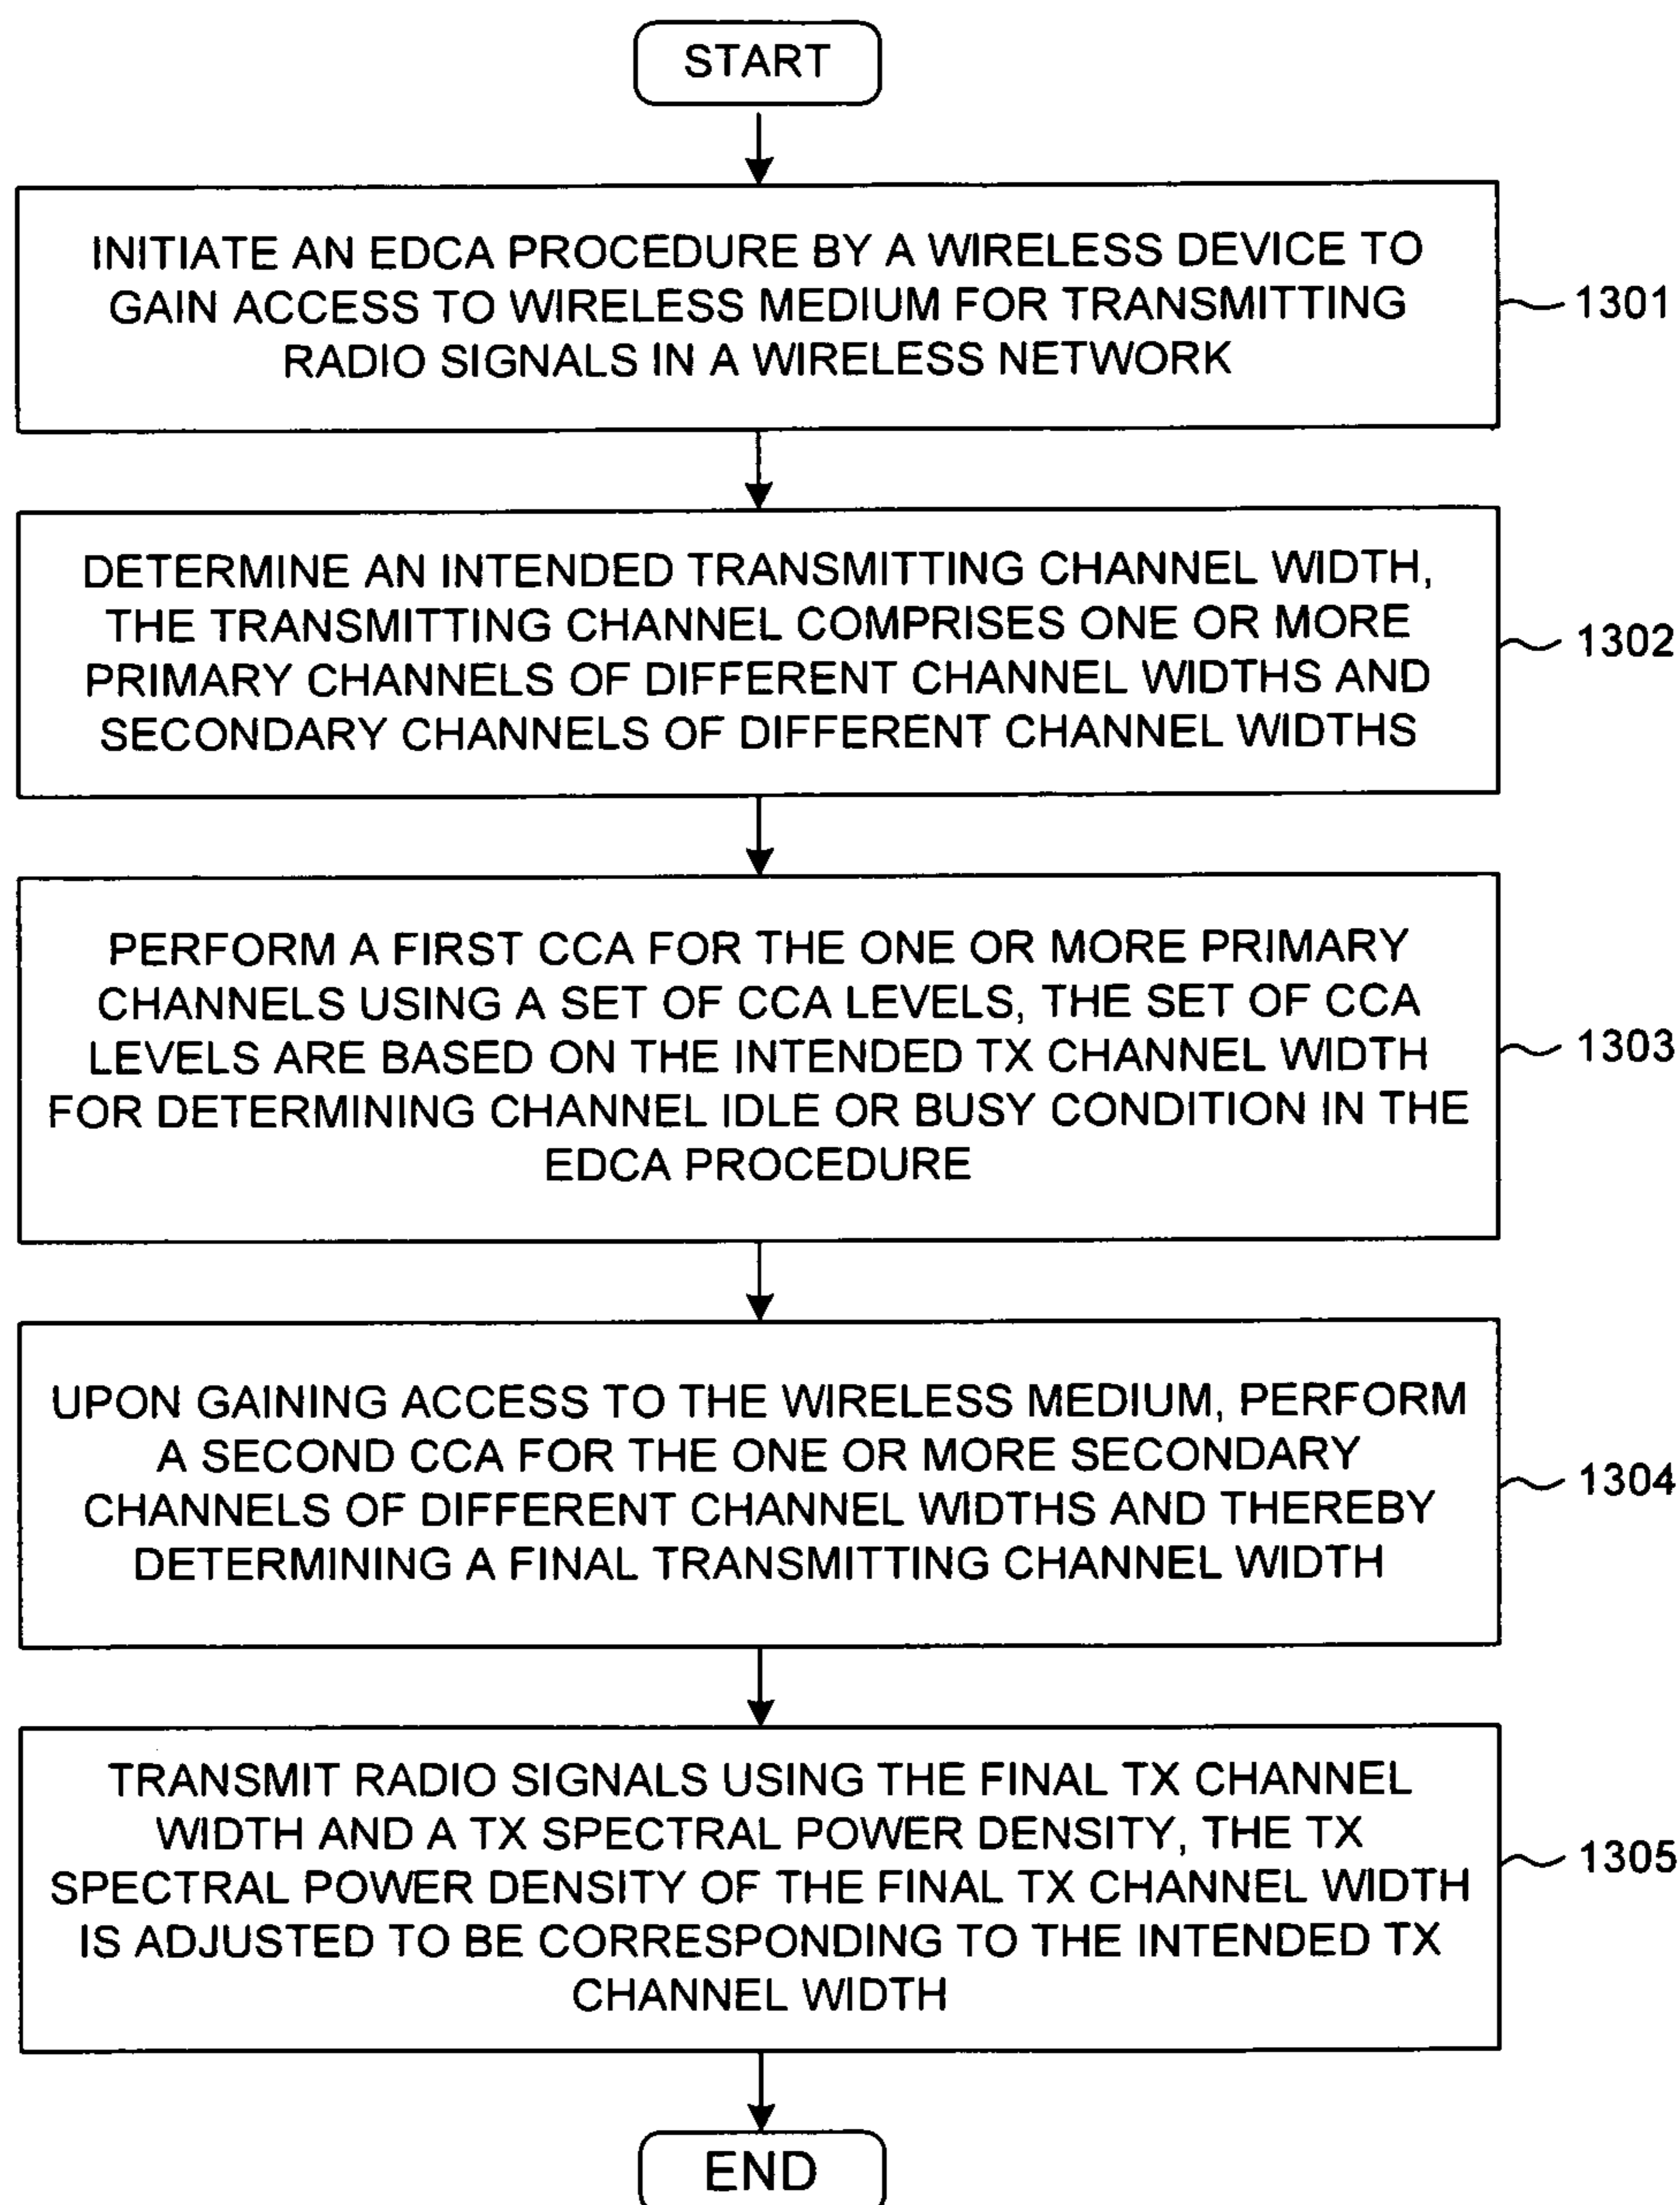 START
INITIATE AN EDCA PROCEDURE BY A WIRELESS DEVICE TO
GAIN ACCESS TO WIRELESS MEDIUM FOR TRANSMITTING
RADIO SIGNALS IN A WIRELESS NETWORK
1301
DETERMINE AN INTENDED TRANSMITTING CHANNEL WIDTH,
THE TRANSMITTING CHANNEL COMPRISES ONE OR MORE
PRIMARY CHANNELS OF DIFFERENT CHANNEL WIDTHS AND
SECONDARY CHANNELS OF DIFFERENT CHANNEL WIDTHS
1302
PERFORM A FIRST CCA FOR THE ONE OR MORE PRIMARY
CHANNELS USING A SET OF CCA LEVELS, THE SET OF CCA
LEVELS ARE BASED ON THE INTENDED TX CHANNEL WIDTH
FOR DETERMINING CHANNEL IDLE OR BUSY CONDITION IN THE
EDCA PROCEDURE
1303
UPON GAINING ACCESS TO THE WIRELESS MEDIUM, PERFORM
A SECOND CCA FOR THE ONE OR MORE SECONDARY
CHANNELS OF DIFFERENT CHANNEL WIDTHS AND THEREBY
DETERMINING A FINAL TRANSMITTING CHANNEL WIDTH
1304
TRANSMIT RADIO SIGNALS USING THE FINAL TX CHANNEL
WIDTH AND A TX SPECTRAL POWER DENSITY, THE TX
SPECTRAL POWER DENSITY OF THE FINAL TX CHANNEL WIDTH
IS ADJUSTED TO BE CORRESPONDING TO THE INTENDED TX
CHANNEL WIDTH
1305
END